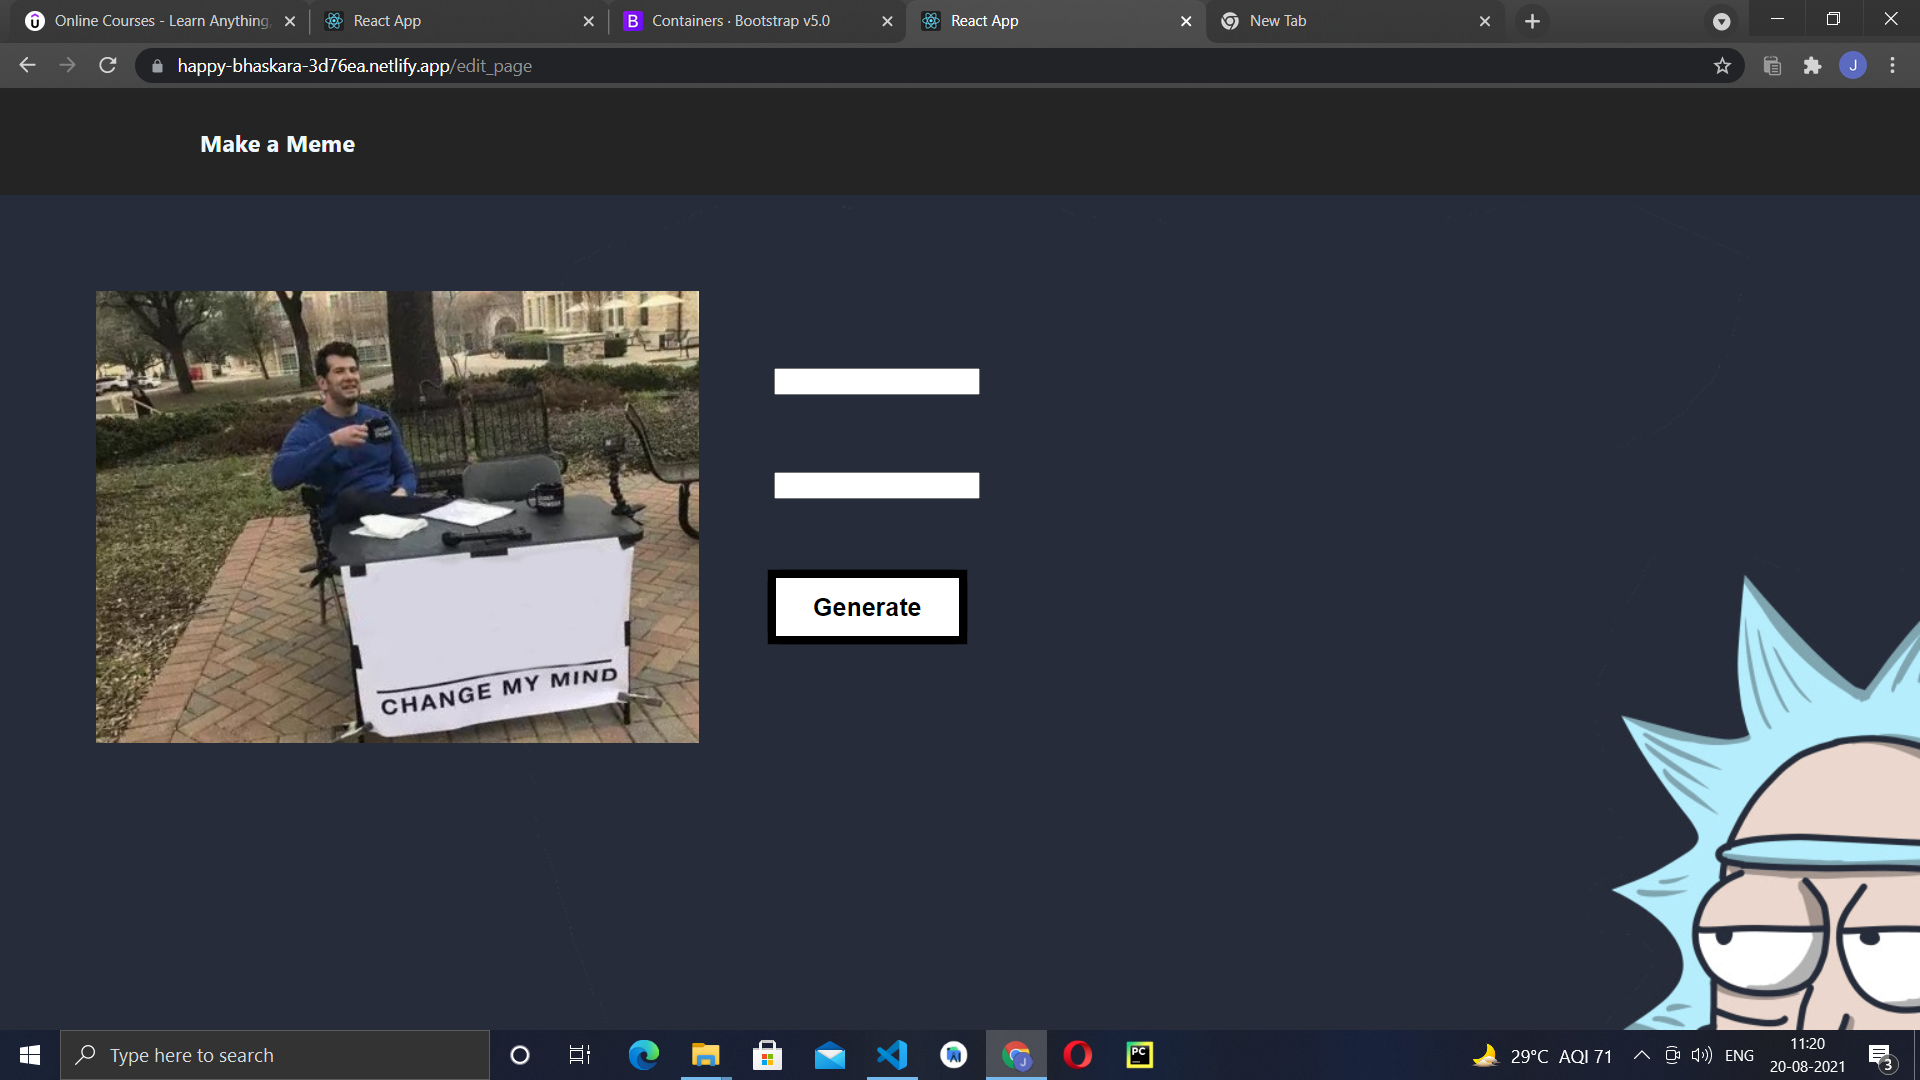 Online Courses - Learn Anything,
React App
B Containers · Bootstrap v5.0
React App
New Tab
happy-bhaskara-3d76ea.netlify.app/edit_page
J
Make a Meme
CHANGE MY MIND
Generate
Type here to search
J
PC
29°C AQI 71
ENG
11:20
20-08-2021
3